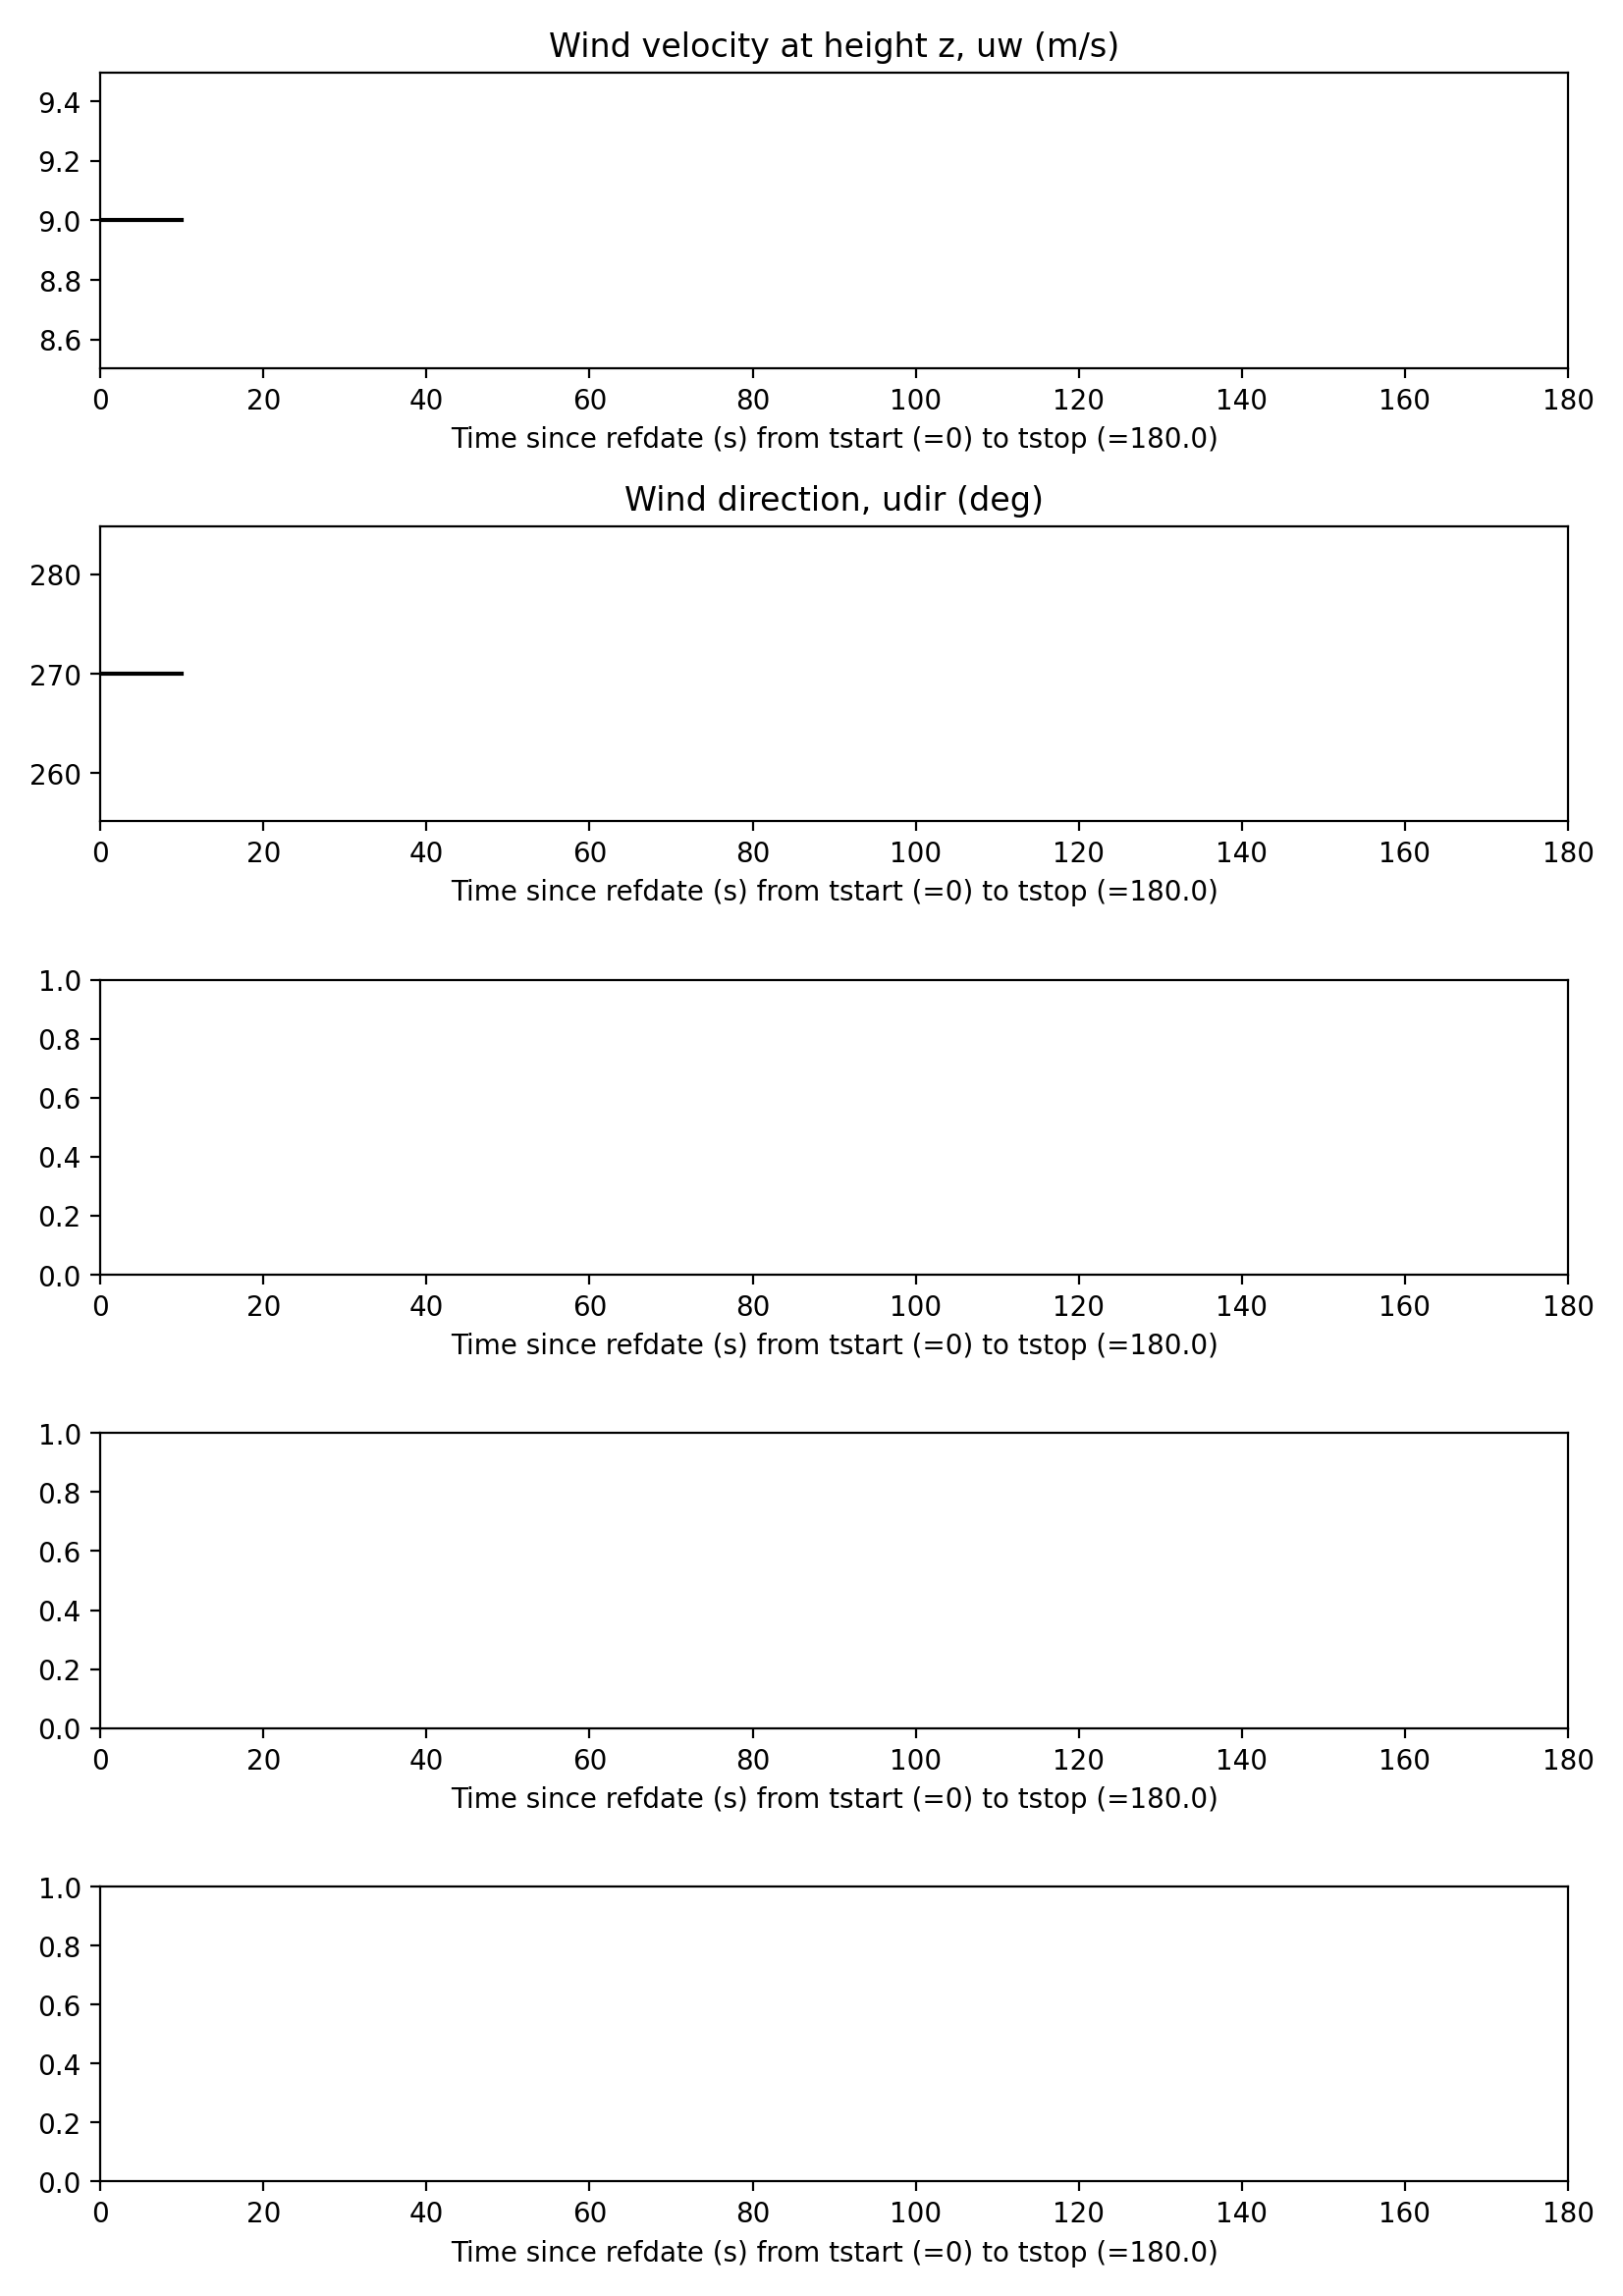 Wind velocity at height z, uw (m/s)
9.4
9.2
9.0
8.8
8.6
0 20 40 60 80 100 120 140 160 180
Time since refdate (s) from tstart (=0) to tstop (=180.0)
Wind direction, udir (deg)
280
270
260
0 20 40 60 80 100 120 140 160 180
Time since refdate (s) from tstart (=0) to tstop (=180.0)
1.0
0.8
0.6
0.4
0.2
0.0
0 20 40 60 80 100 120 140 160 180
Time since refdate (s) from tstart (=0) to tstop (=180.0)
1.0
0.8
0.6
0.4
0.2
0.0
0 20 40 60 80 100 120 140 160 180
Time since refdate (s) from tstart (=0) to tstop (=180.0)
1.0
0.8
0.6
0.4
0.2
0.0
0 20 40 60 80 100 120 140 160 180
Time since refdate (s) from tstart (=0) to tstop (=180.0)